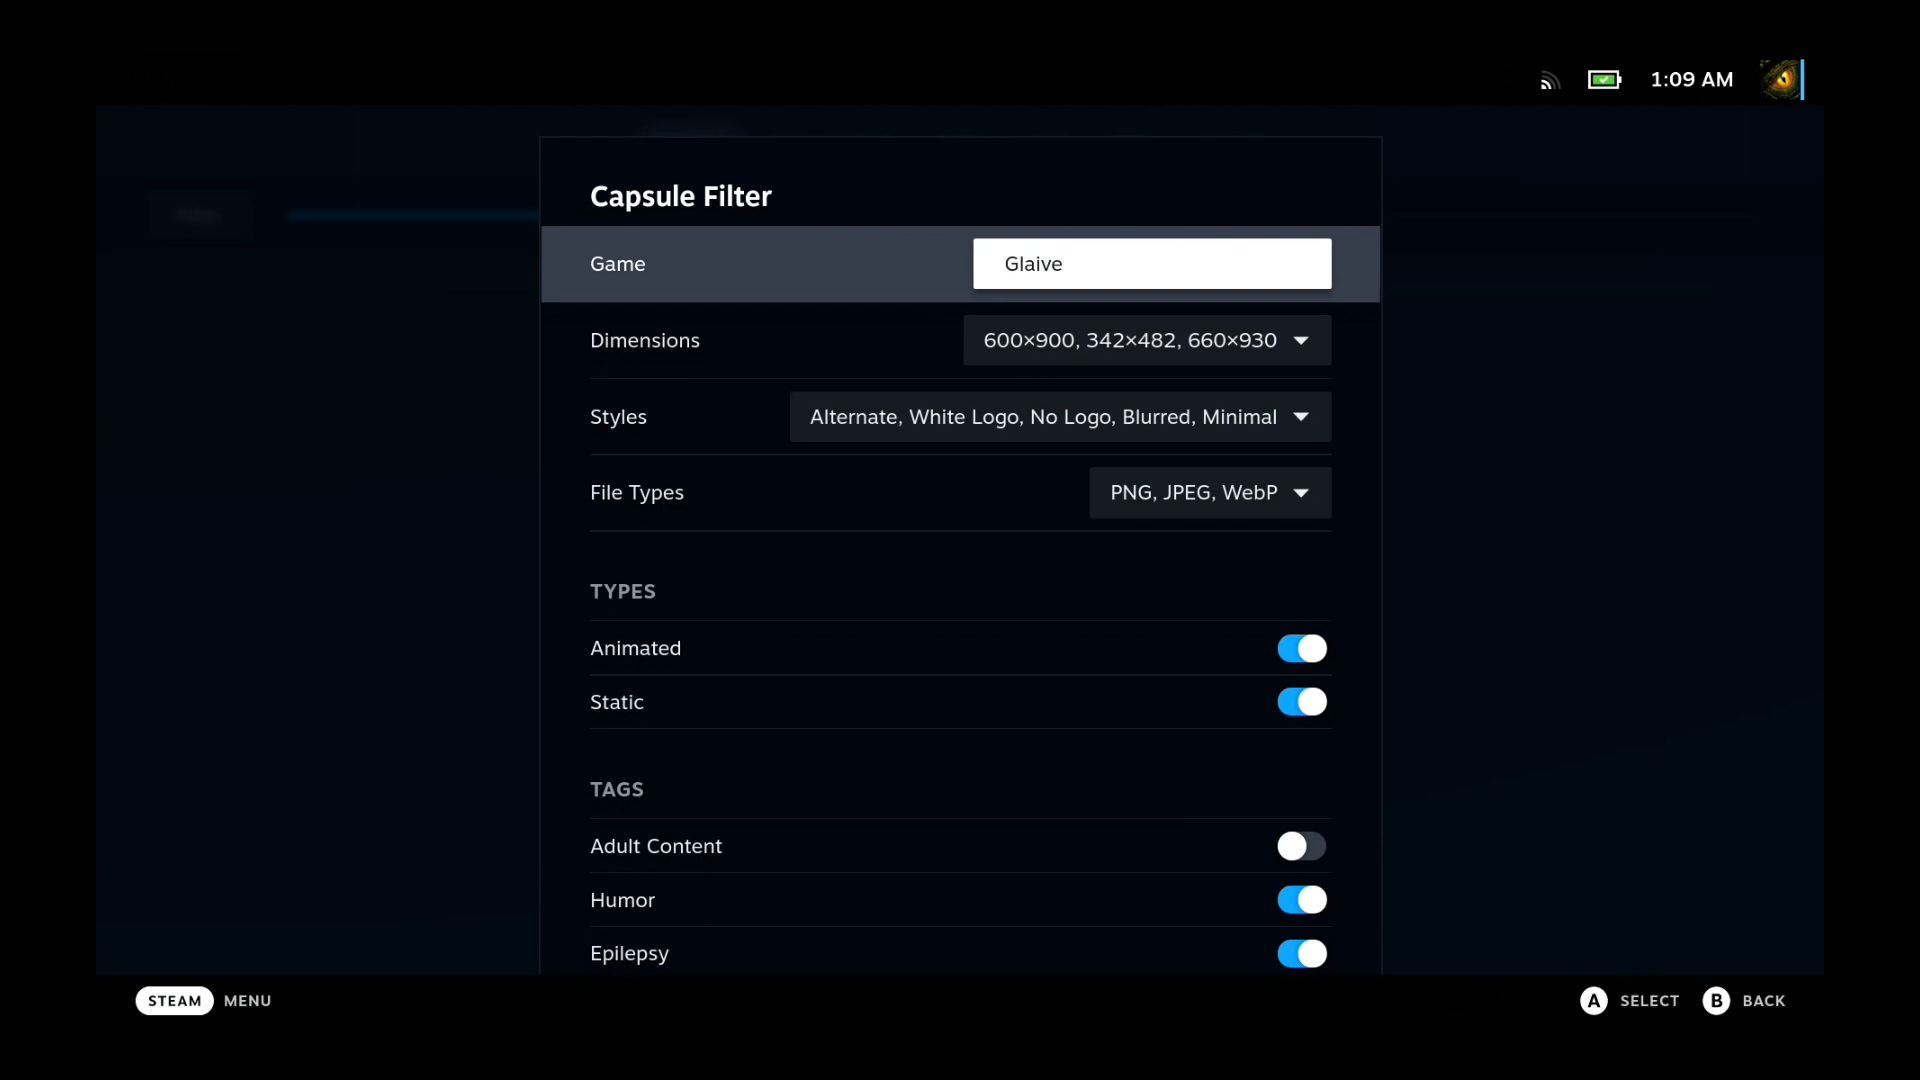 1:09 AM
Capsule Filter
Game Glaive
Dimensions 600×900, 342×482, 660×930
Styles Alternate, White Logo, No Logo, Blurred, Minimal
File Types PNG, JPEG, WebP
TYPES
Animated
Static
TAGS
Adult Content
Humor
Epilepsy
STEAM MENU A SELECT B BACK